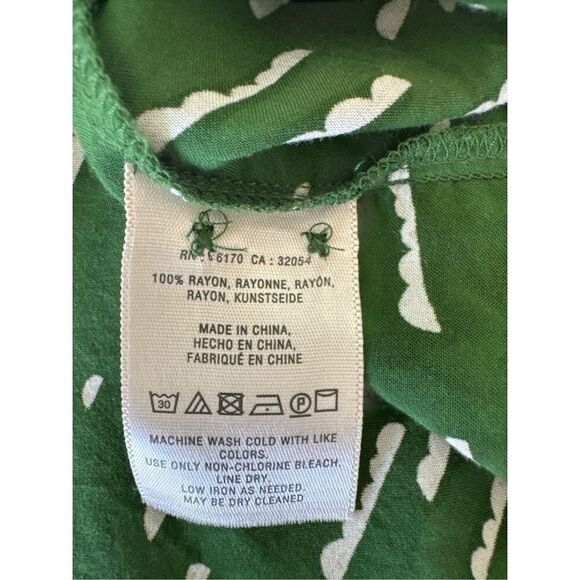 RN 6170 CA : 32054
100% RAYON, RAYONNE, RAYÓN,
RAYON, KUNSTSEIDE
MADE IN CHINA,
HECHO EN CHINA,
FABRIQUÉ EN CHINE
30 P
MACHINE WASH COLD WITH LIKE
COLORS.
USE ONLY NON-CHLORINE BLEACH.
LINE DRY.
LOW IRON AS NEEDED.
MAY BE DRY CLEANED